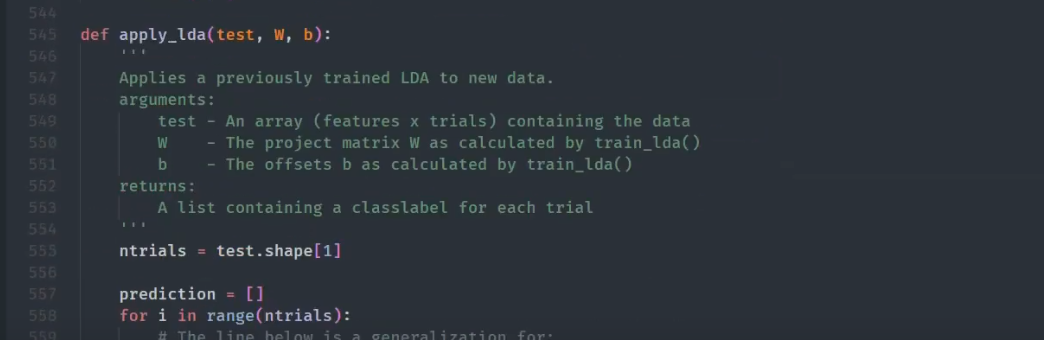 544
545 def apply_lda(test, W, b):
546 '''
547 Applies a previously trained LDA to new data.
548 arguments:
549 test - An array (features x trials) containing the data
550 W - The project matrix W as calculated by train_lda()
551 b - The offsets b as calculated by train_lda()
552 returns:
553 A list containing a classlabel for each trial
554 '''
555 ntrials = test.shape[1]
556
557 prediction = []
558 for i in range(ntrials):
559 # The line below is a generalization for: